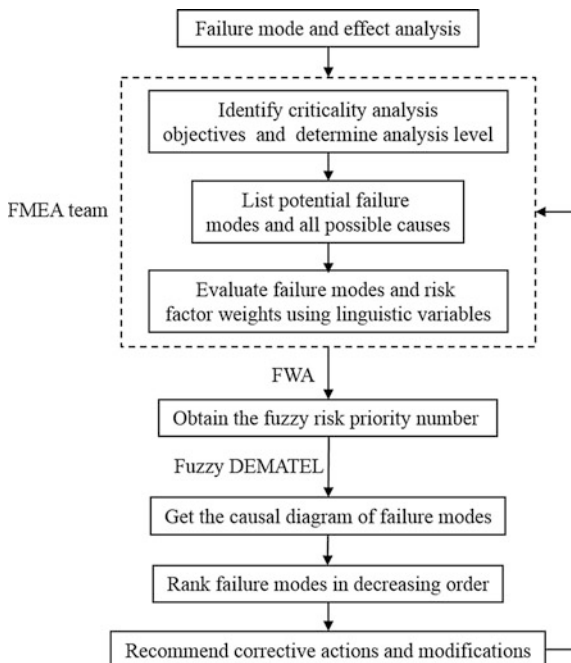 Failure mode and effect analysis
Identify criticality analysis
objectives and determine analysis level
FMEA team
List potential failure
modes and all possible causes
Evaluate failure modes and risk
factor weights using linguistic variables
FWA
Obtain the fuzzy risk priority number
Fuzzy DEMATEL
Get the causal diagram of failure modes
Rank failure modes in decreasing order
Recommend corrective actions and modifications